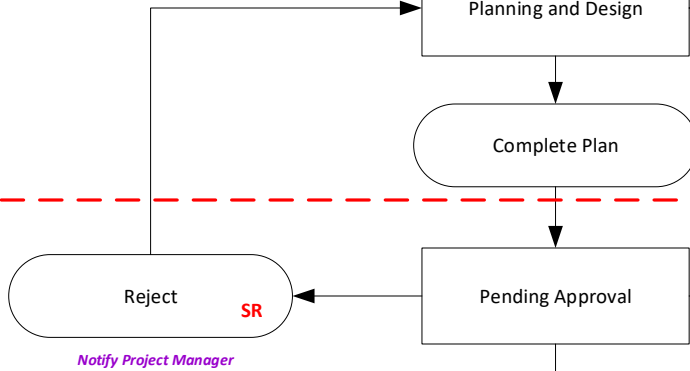 Planning and Design
Complete Plan
Reject
SR
Pending Approval
Notify Project Manager